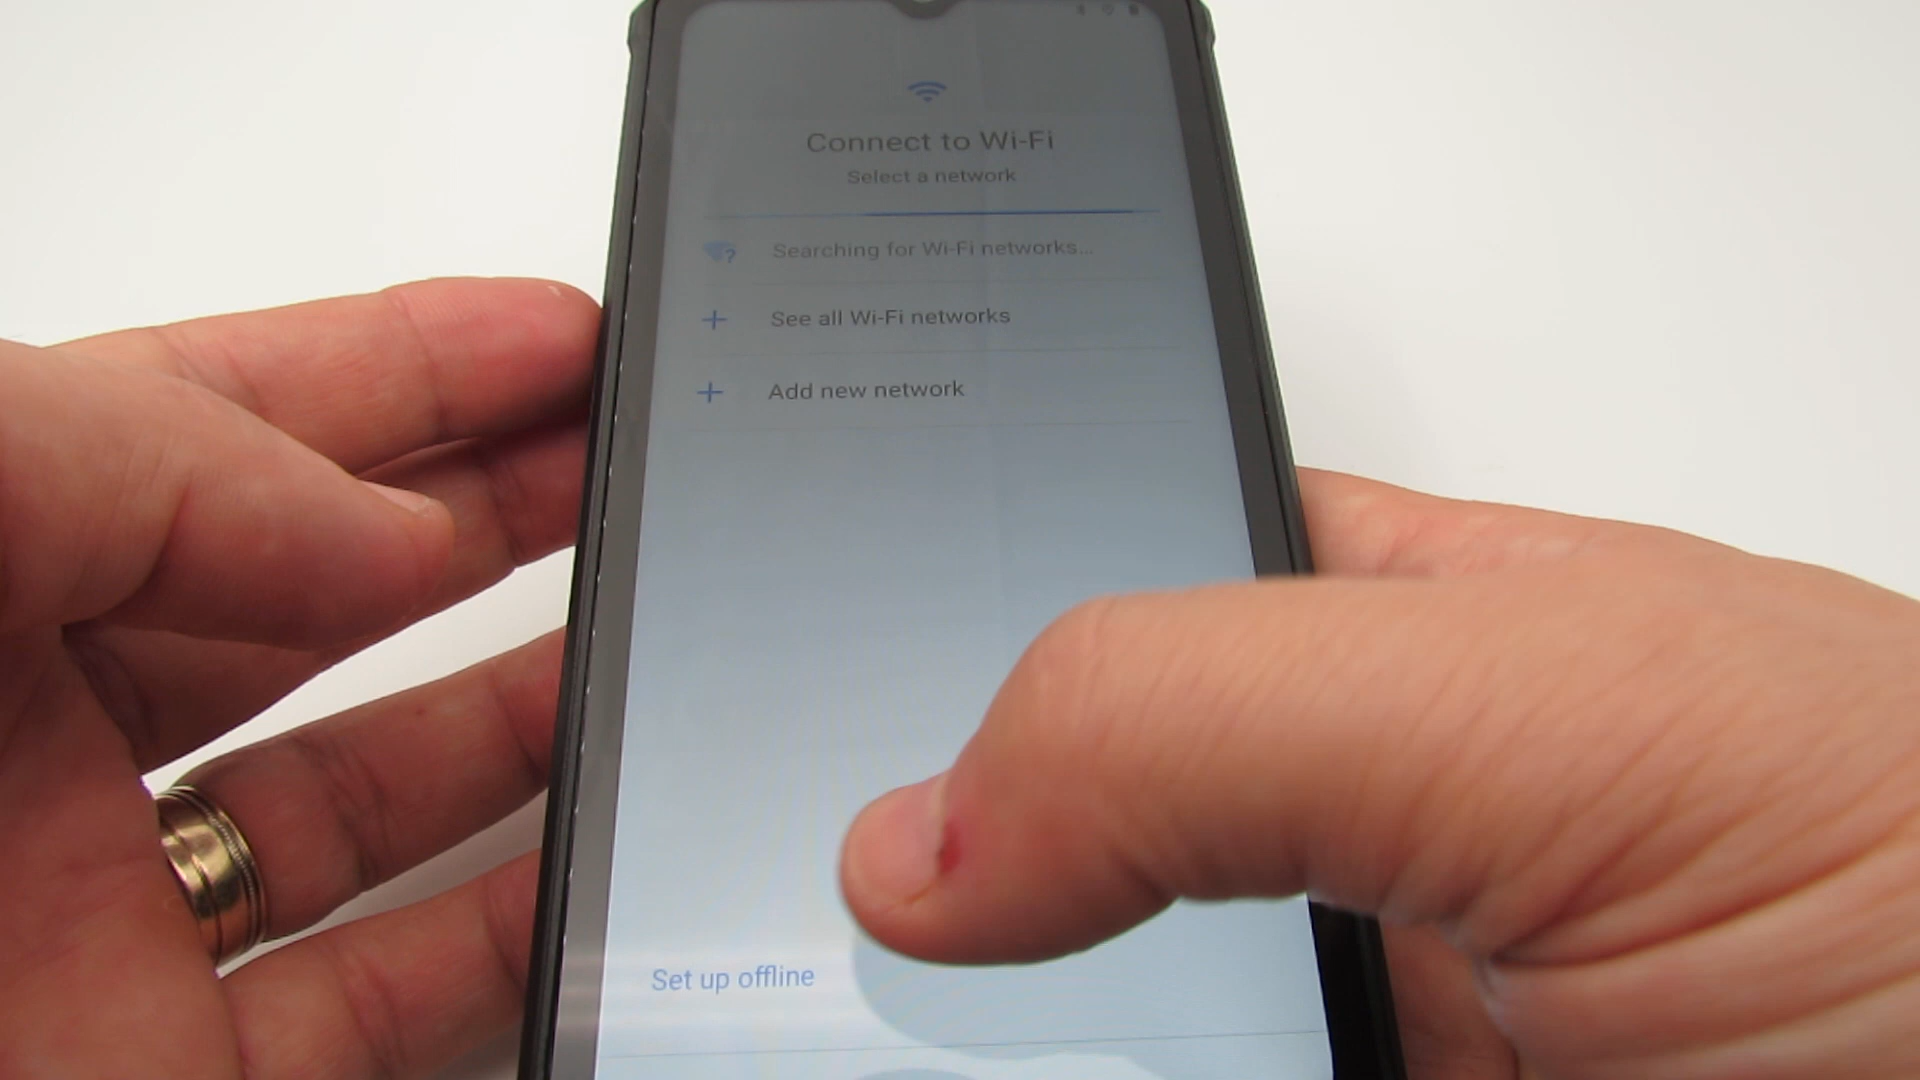 Connect to Wi-Fi
Select a network
Searching for Wi-Fi networks...
See all Wi-Fi networks
Add new network
Set up offline